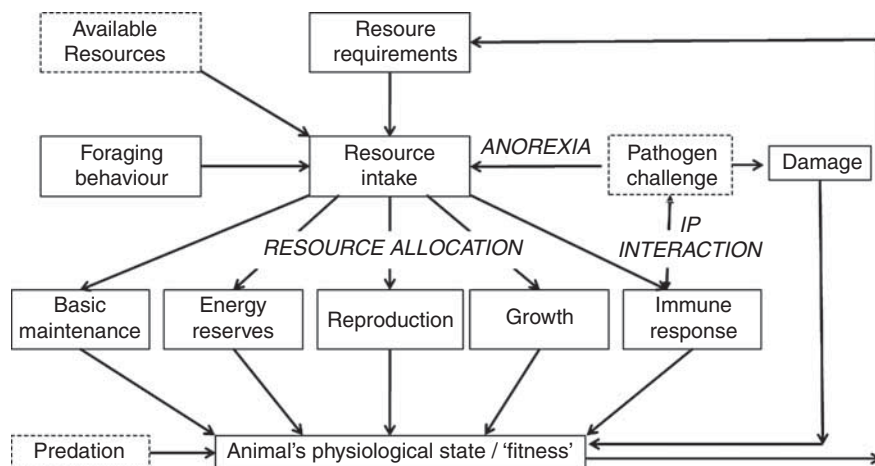 Available
Resources
Resoure
requirements
Foraging
behaviour
Resource
intake
ANOREXIA
Pathogen
challenge
Damage
RESOURCE ALLOCATION
IP
INTERACTION
Basic
maintenance
Energy
reserves
Reproduction
Growth
Immune
response
Predation
Animal's physiological state / 'fitness'